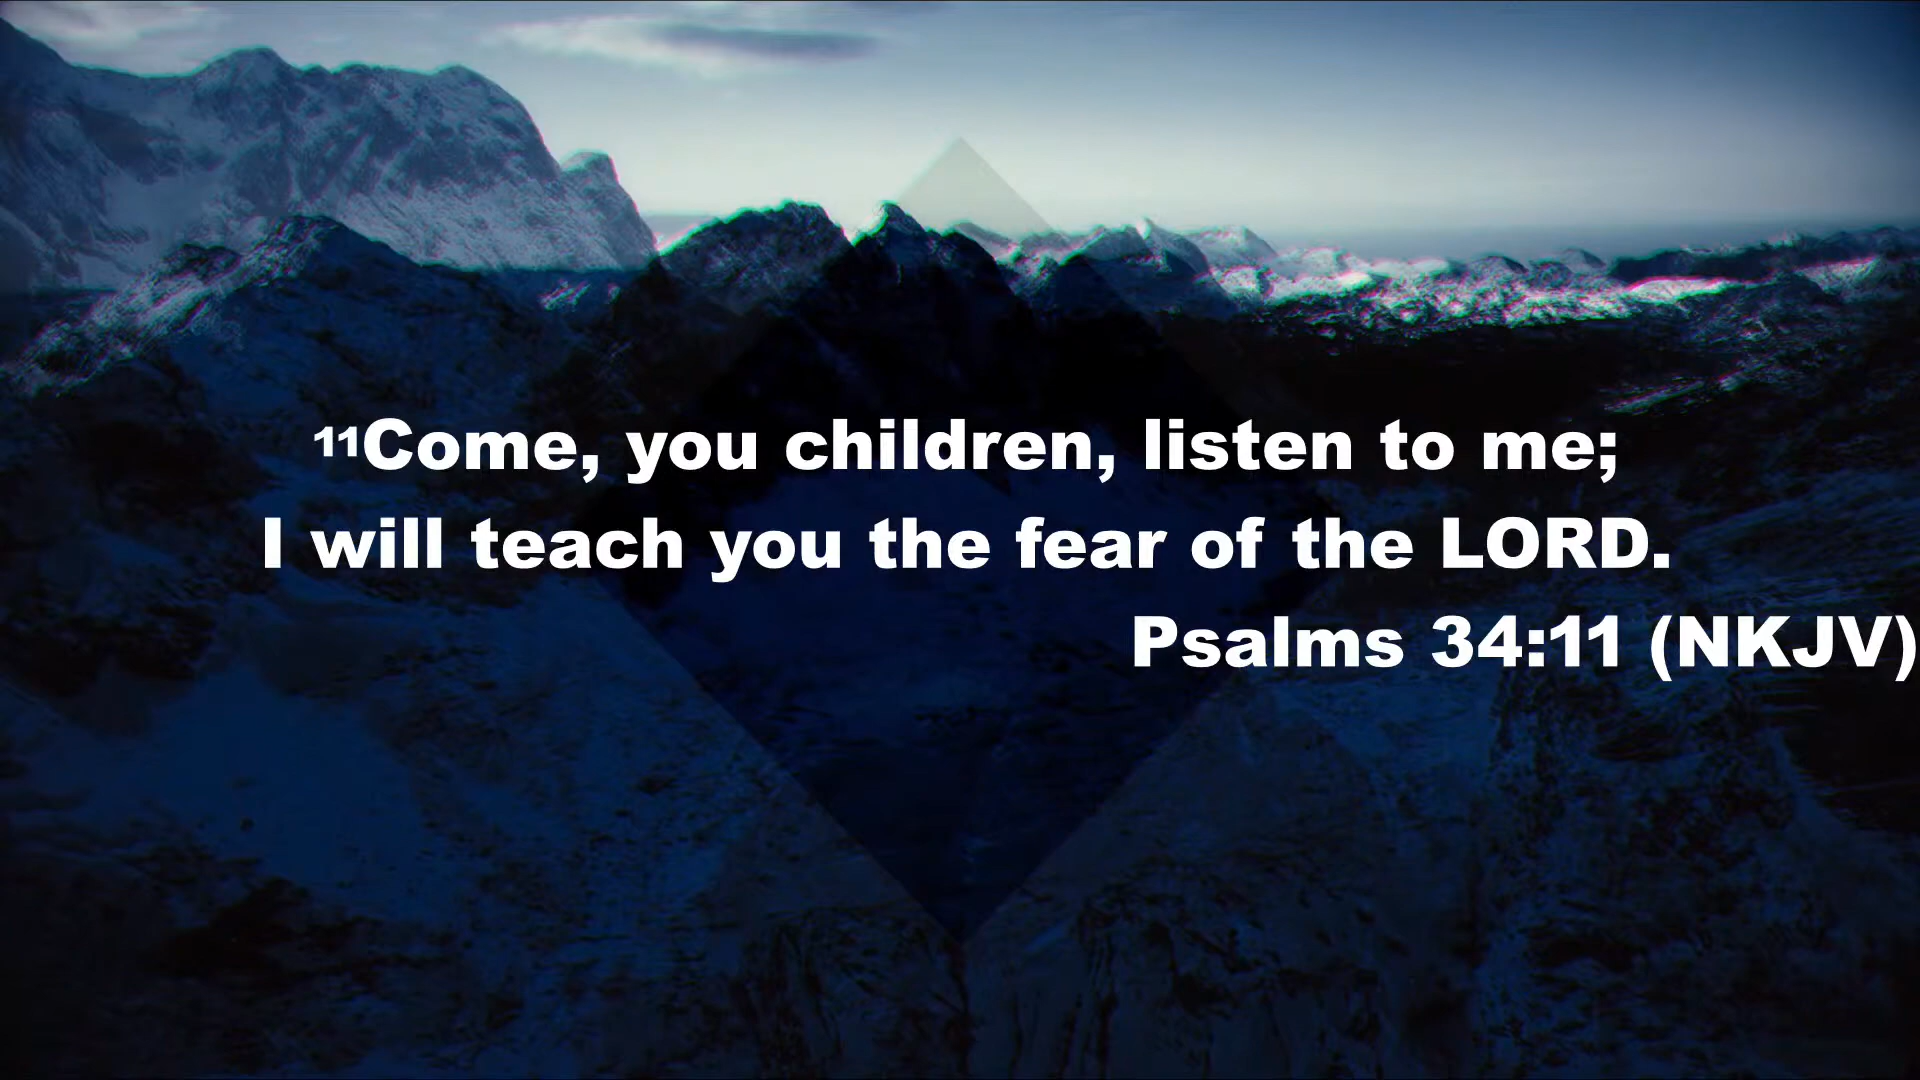 11Come, you children, listen to me;
I will teach you the fear of the LORD.
Psalms 34:11 (NKJV)